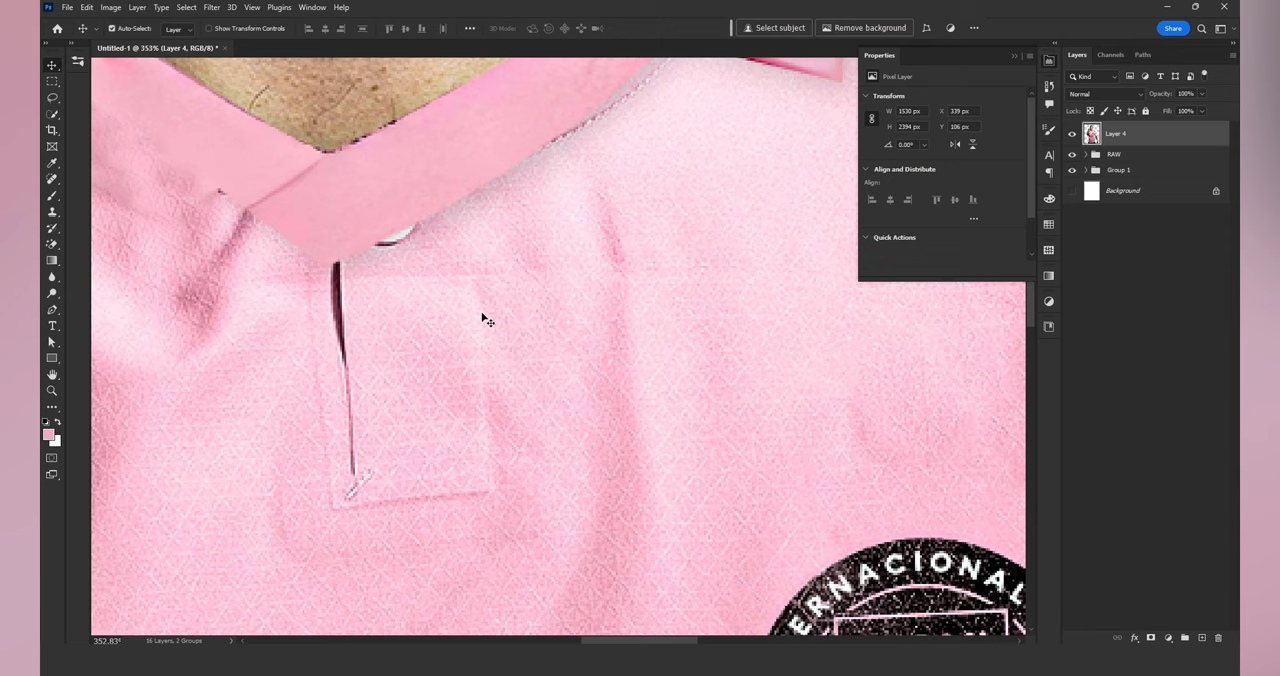 Ps File Edit Image Layer Type Select Filter 3D View Plugins Window Help
Auto-Select: Layer Show Transform Controls ••• 3D Mode: Select subject Remove background ••• Share
Untitled-1 @ 353% (Layer 4, RGB/8) * ×
Properties
Pixel Layer
Transform
W 1530 px X 339 px
H 2394 px Y 106 px
0.00°
Align and Distribute
Align:
•••
Quick Actions
Layers Channels Paths
Kind
Normal Opacity: 100%
Lock: Fill: 100%
Layer 4
RAW
Group 1
Background
ERNACIONAL
352.83% 16 Layers, 2 Groups